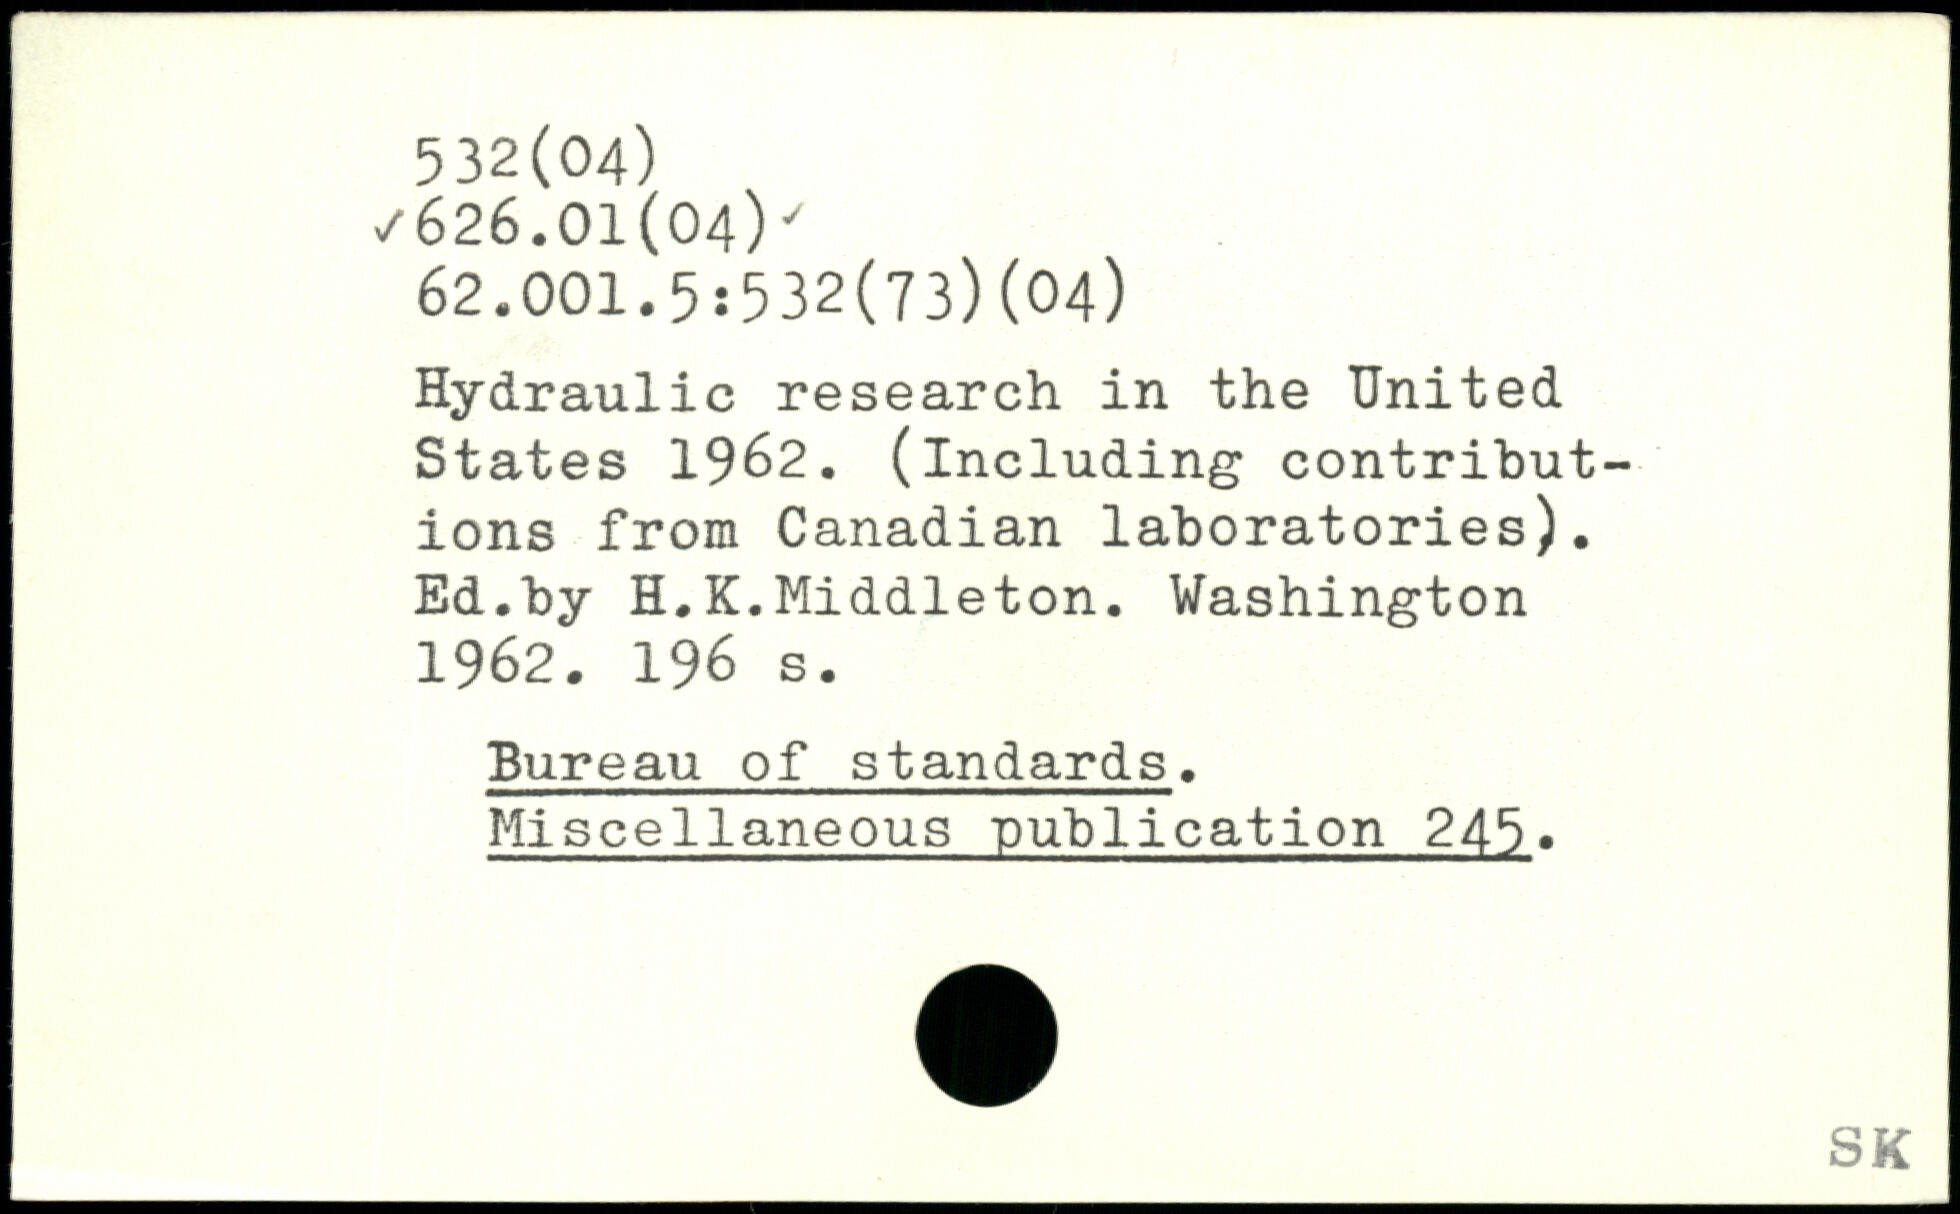 532(04)
✓626.01(04)✓
62.001.5:532(73)(04)
Hydraulic research in the United
States 1962. (Including contribut-
ions from Canadian laboratories).
Ed.by H.K.Middleton. Washington
1962. 196 s.
Bureau of standards.
Miscellaneous publication 245.
SK